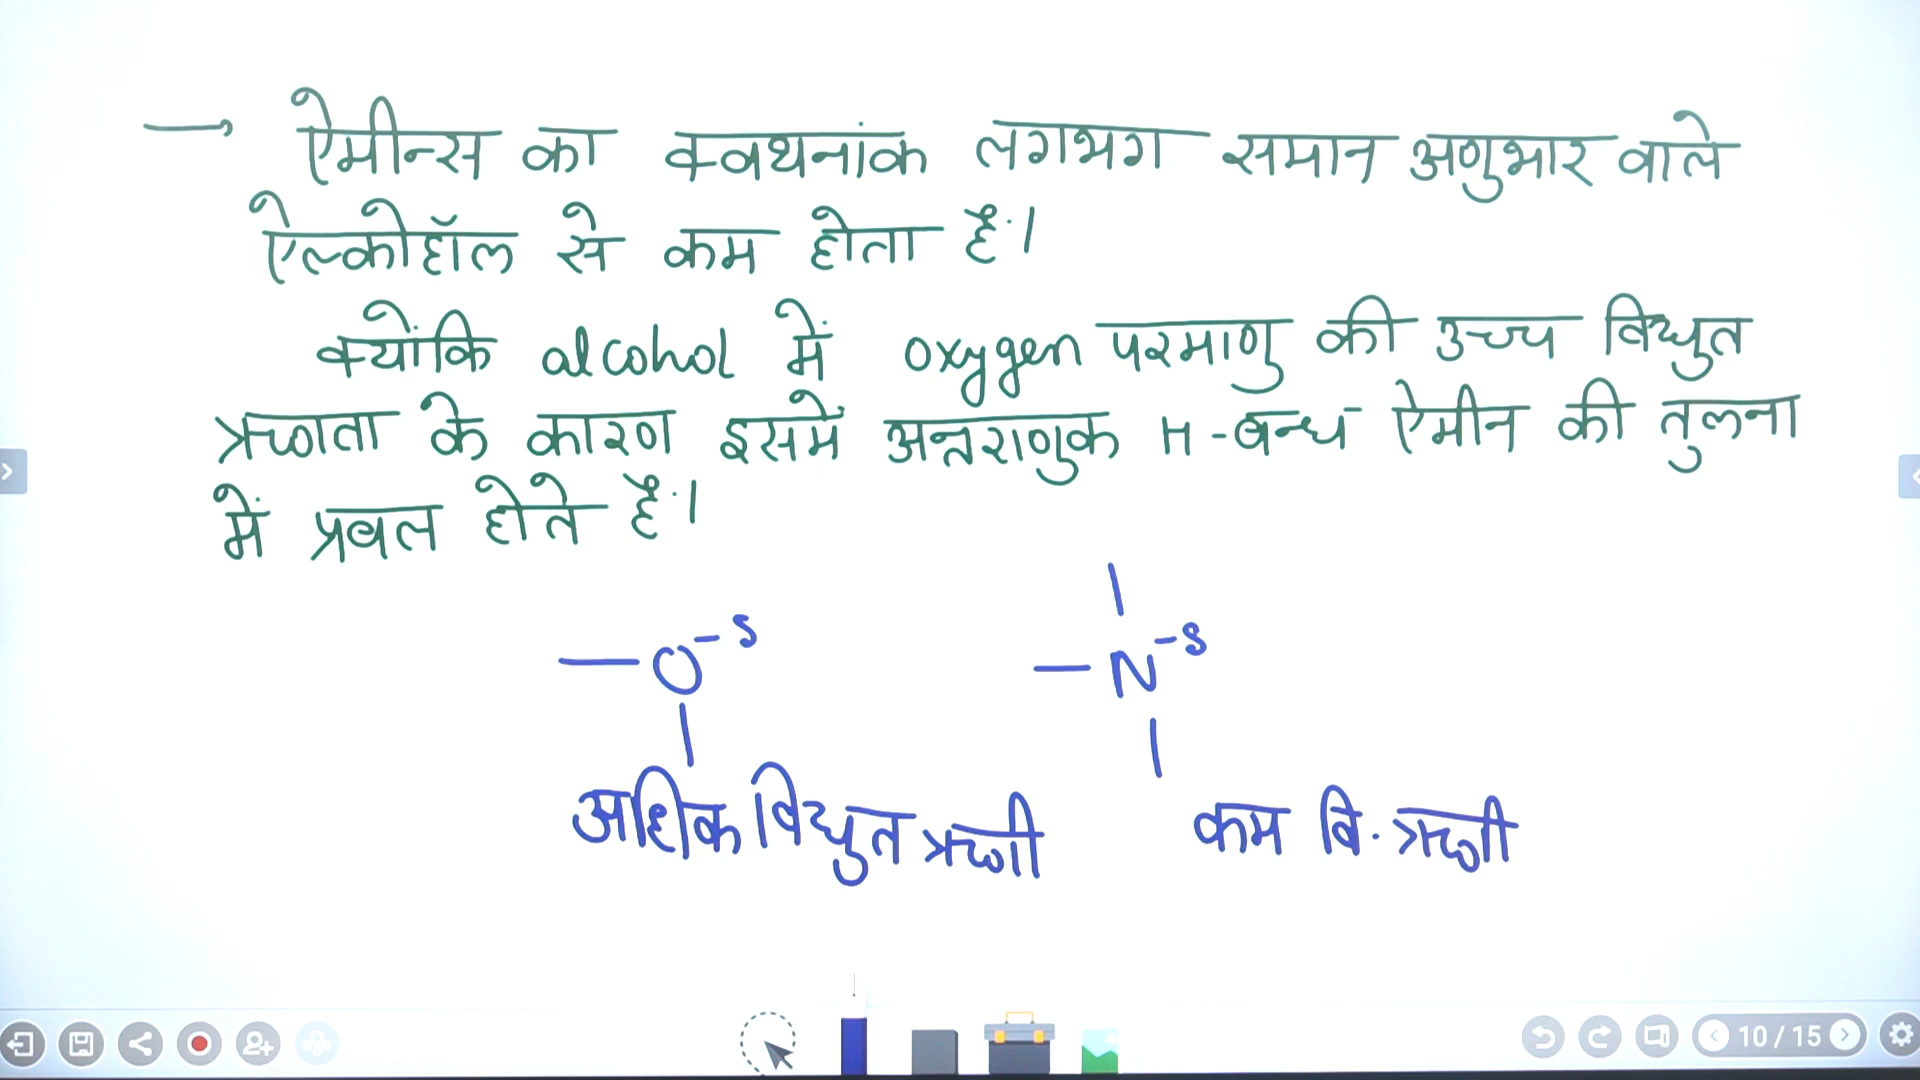 → ऐमीन्स का क्वथनांक लगभग समान अणुभार वाले
ऐल्कोहॉल से कम होता है।
क्योंकि alcohol में oxygen परमाणु की उच्च विद्युत
ऋणता के कारण इसमें अन्तराणुक H-बन्ध ऐमीन की तुलना
में प्रबल होते हैं।
—O⁻ᵟ —N⁻ᵟ
अधिक विद्युत ऋणी कम वि. ऋणी
10 / 15